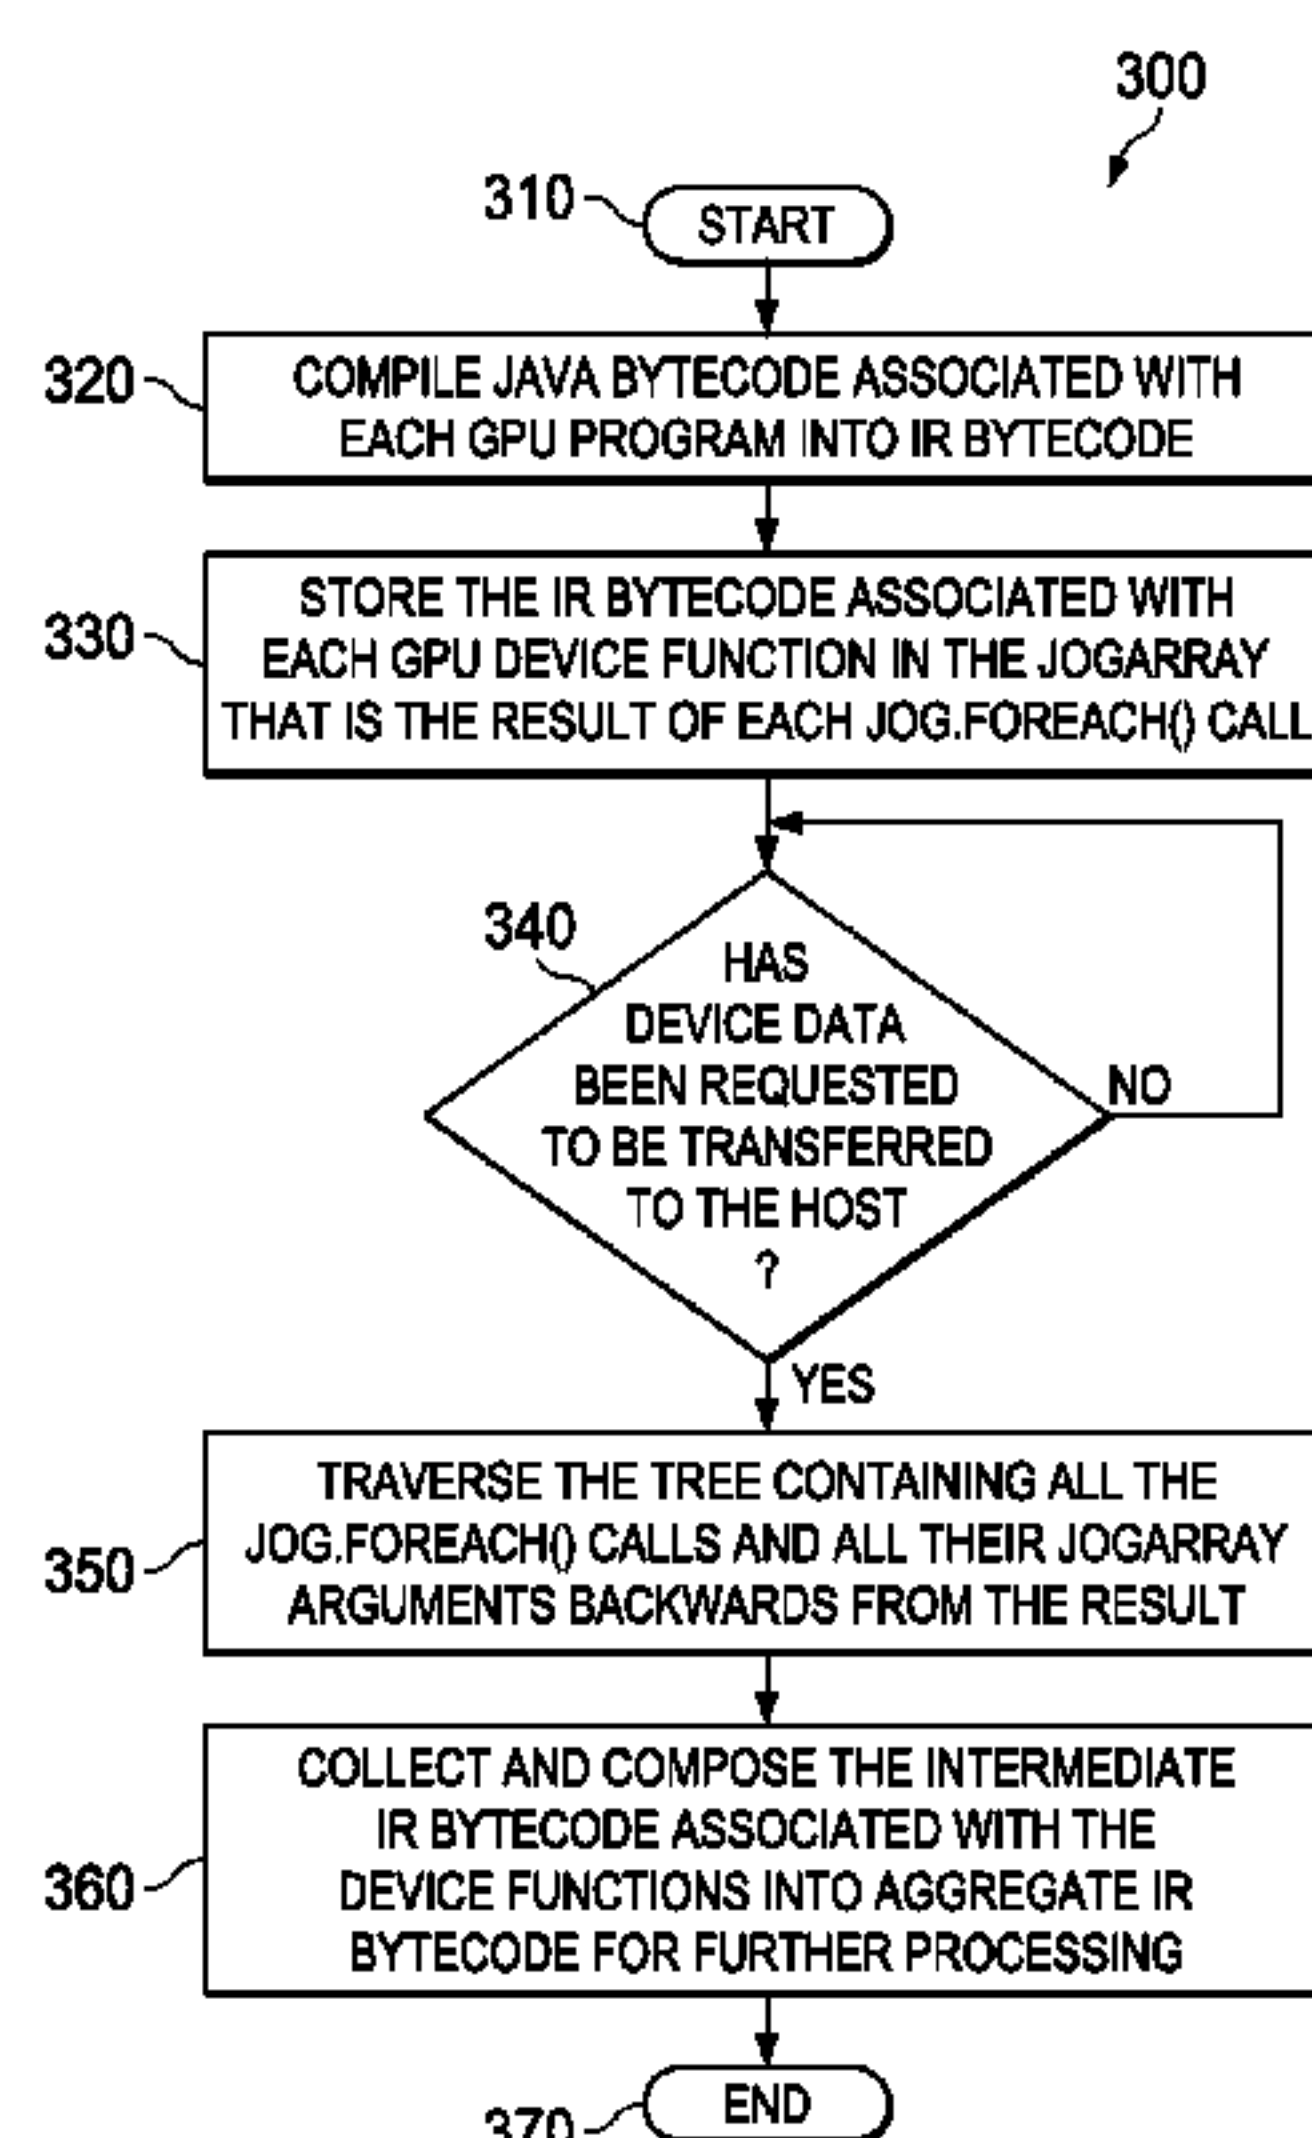 300
310
START
320
COMPILE JAVA BYTECODE ASSOCIATED WITH
EACH GPU PROGRAM INTO IR BYTECODE
330
STORE THE IR BYTECODE ASSOCIATED WITH
EACH GPU DEVICE FUNCTION IN THE JOGARRAY
THAT IS THE RESULT OF EACH JOG.FOREACH() CALL
340
HAS
DEVICE DATA
BEEN REQUESTED
TO BE TRANSFERRED
TO THE HOST
?
NO
YES
350
TRAVERSE THE TREE CONTAINING ALL THE
JOG.FOREACH() CALLS AND ALL THEIR JOGARRAY
ARGUMENTS BACKWARDS FROM THE RESULT
360
COLLECT AND COMPOSE THE INTERMEDIATE
IR BYTECODE ASSOCIATED WITH THE
DEVICE FUNCTIONS INTO AGGREGATE IR
BYTECODE FOR FURTHER PROCESSING
370
END